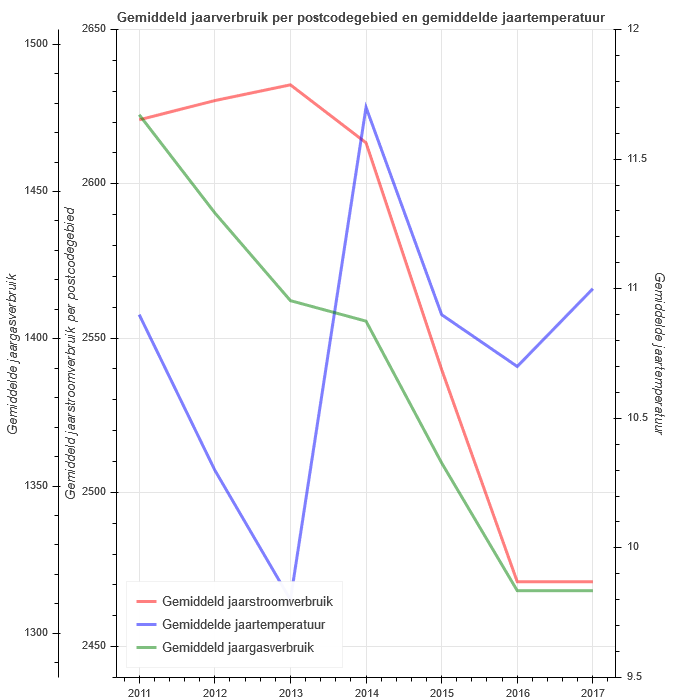 Gemiddeld jaarverbruik per postcodegebied en gemiddelde jaartemperatuur
1500
1450
1400
1350
1300
Gemiddelde jaargasverbruik
2650
2600
2550
2500
2450
Gemiddeld jaarstroomverbruik per postcodegebied
12
11.5
11
10.5
10
9.5
Gemiddelde jaartemperatuur
Gemiddeld jaarstroomverbruik
Gemiddelde jaartemperatuur
Gemiddeld jaargasverbruik
2011 2012 2013 2014 2015 2016 2017